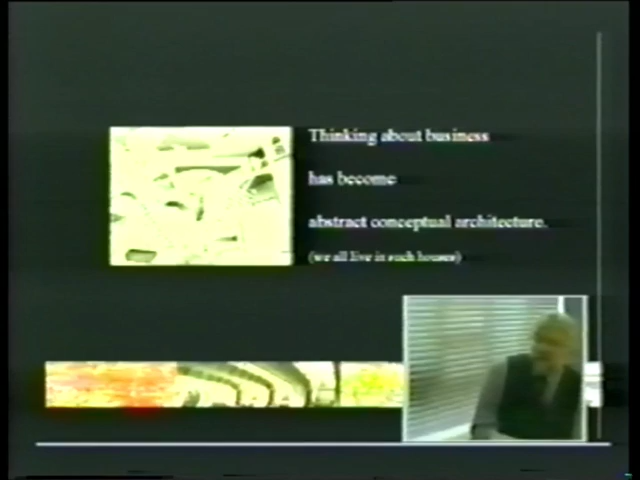 Thinking about business
has become
abstract conceptual architecture.
(we all live in such houses)